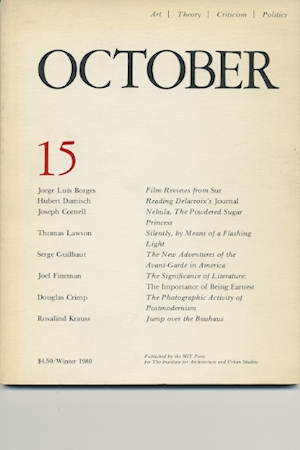 Art | Theory | Criticism | Politics
OCTOBER
15
Jorge Luis Borges Film Reviews from Sur
Hubert Damisch Reading Delacroix's Journal
Joseph Cornell Nebula, The Powdered Sugar
Princess
Thomas Lawson Silently, by Means of a Flashing
Light
Serge Guilbaut The New Adventures of the
Avant-Garde in America
Joel Fineman The Significance of Literature:
The Importance of Being Earnest
Douglas Crimp The Photographic Activity of
Postmodernism
Rosalind Krauss Jump over the Bauhaus
$4.50/Winter 1980
Published by the MIT Press
for The Institute for Architecture and Urban Studies